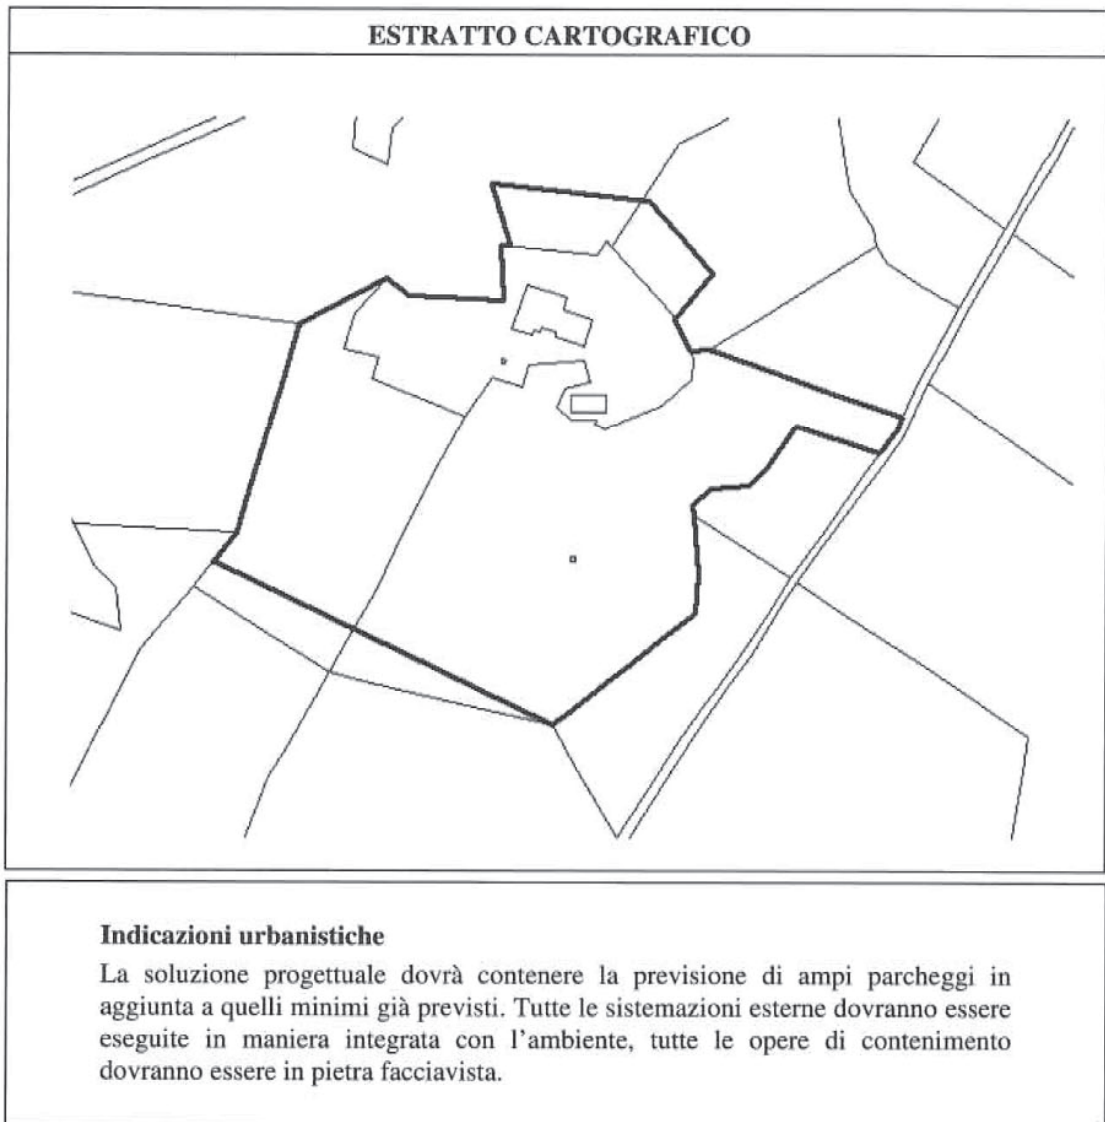 ESTRATTO CARTOGRAFICO
Indicazioni urbanistiche
La soluzione progettuale dovrà contenere la previsione di ampi parcheggi in
aggiunta a quelli minimi già previsti. Tutte le sistemazioni esterne dovranno essere
eseguite in maniera integrata con l'ambiente, tutte le opere di contenimento
dovranno essere in pietra facciavista.